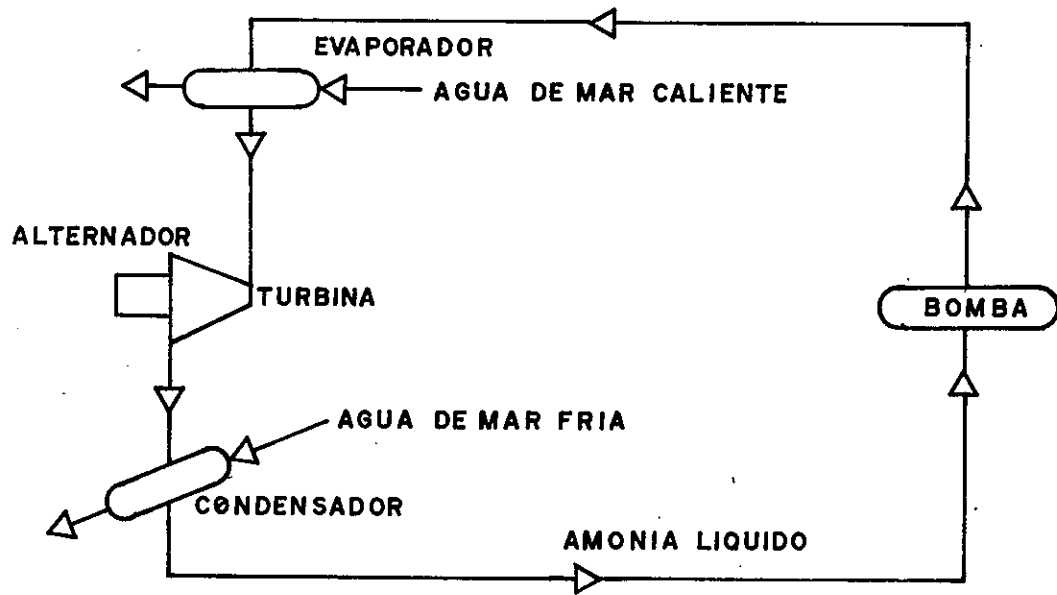 EVAPORADOR
AGUA DE MAR CALIENTE
ALTERNADOR
TURBINA
BOMBA
AGUA DE MAR FRIA
CONDENSADOR
AMONIA LIQUIDO